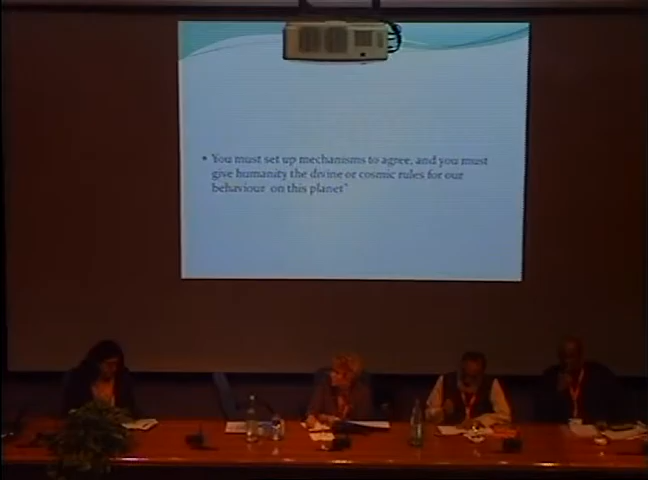 • You must set up mechanisms to agree, and you must
give humanity the divine or cosmic rules for our
behaviour on this planet"